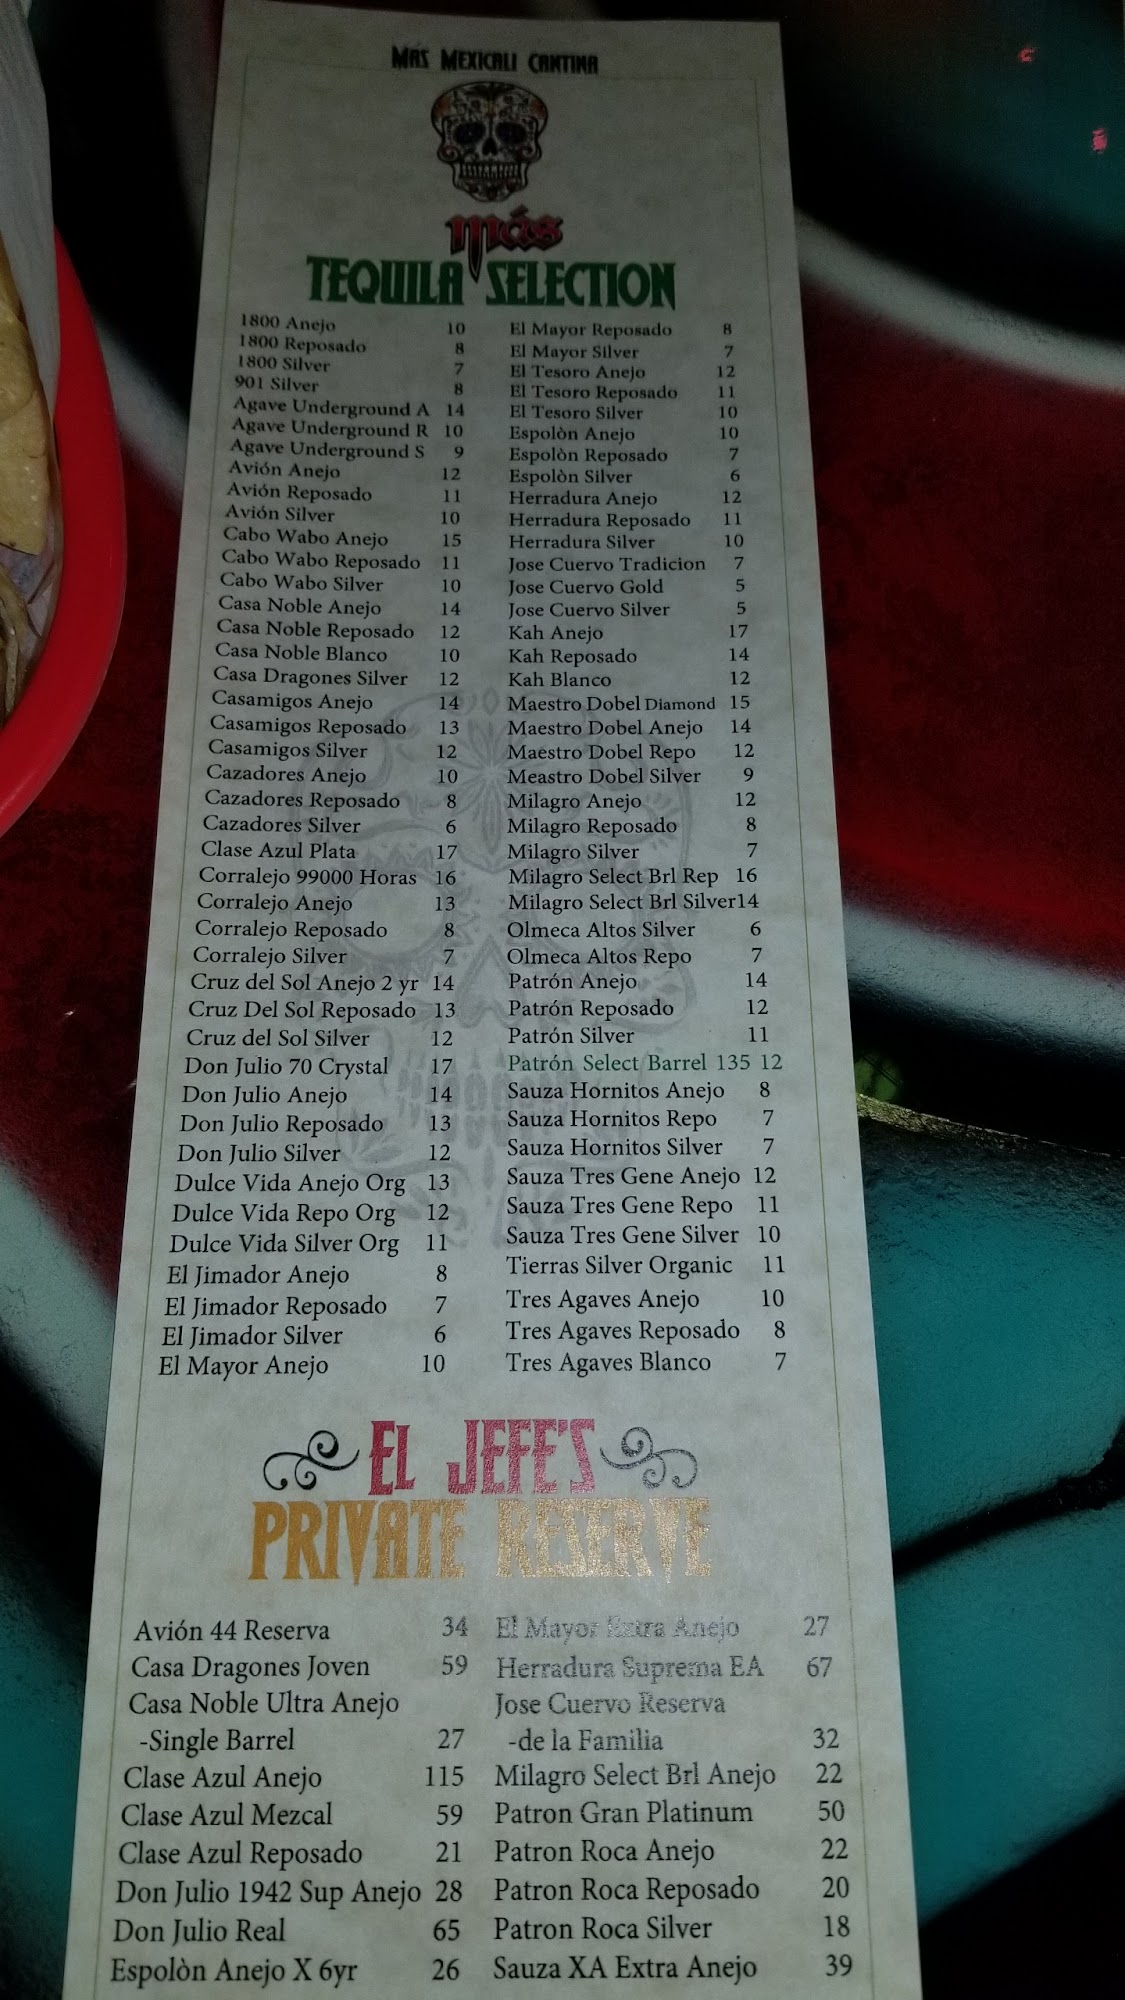 Más Mexicali Cantina
más
TEQUILA SELECTION
1800 Anejo 10
1800 Reposado 8
1800 Silver 7
901 Silver 8
Agave Underground A 14
Agave Underground R 10
Agave Underground S 9
Avión Anejo 12
Avión Reposado 11
Avión Silver 10
Cabo Wabo Anejo 15
Cabo Wabo Reposado 11
Cabo Wabo Silver 10
Casa Noble Anejo 14
Casa Noble Reposado 12
Casa Noble Blanco 10
Casa Dragones Silver 12
Casamigos Anejo 14
Casamigos Reposado 13
Casamigos Silver 12
Cazadores Anejo 10
Cazadores Reposado 8
Cazadores Silver 6
Clase Azul Plata 17
Corralejo 99000 Horas 16
Corralejo Anejo 13
Corralejo Reposado 8
Corralejo Silver 7
Cruz del Sol Anejo 2 yr 14
Cruz Del Sol Reposado 13
Cruz del Sol Silver 12
Don Julio 70 Crystal 17
Don Julio Anejo 14
Don Julio Reposado 13
Don Julio Silver 12
Dulce Vida Anejo Org 13
Dulce Vida Repo Org 12
Dulce Vida Silver Org 11
El Jimador Anejo 8
El Jimador Reposado 7
El Jimador Silver 6
El Mayor Anejo 10
El Mayor Reposado 8
El Mayor Silver 7
El Tesoro Anejo 12
El Tesoro Reposado 11
El Tesoro Silver 10
Espolòn Anejo 10
Espolòn Reposado 7
Espolòn Silver 6
Herradura Anejo 12
Herradura Reposado 11
Herradura Silver 10
Jose Cuervo Tradicion 7
Jose Cuervo Gold 5
Jose Cuervo Silver 5
Kah Anejo 17
Kah Reposado 14
Kah Blanco 12
Maestro Dobel Diamond 15
Maestro Dobel Anejo 14
Maestro Dobel Repo 12
Meastro Dobel Silver 9
Milagro Anejo 12
Milagro Reposado 8
Milagro Silver 7
Milagro Select Brl Rep 16
Milagro Select Brl Silver14
Olmeca Altos Silver 6
Olmeca Altos Repo 7
Patrón Anejo 14
Patrón Reposado 12
Patrón Silver 11
Patrón Select Barrel 135 12
Sauza Hornitos Anejo 8
Sauza Hornitos Repo 7
Sauza Hornitos Silver 7
Sauza Tres Gene Anejo 12
Sauza Tres Gene Repo 11
Sauza Tres Gene Silver 10
Tierras Silver Organic 11
Tres Agaves Anejo 10
Tres Agaves Reposado 8
Tres Agaves Blanco 7
EL JEFE'S
PRIVATE RESERVE
Avión 44 Reserva 34
Casa Dragones Joven 59
Casa Noble Ultra Anejo
-Single Barrel 27
Clase Azul Anejo 115
Clase Azul Mezcal 59
Clase Azul Reposado 21
Don Julio 1942 Sup Anejo 28
Don Julio Real 65
Espolòn Anejo X 6yr 26
El Mayor Extra Anejo 27
Herradura Suprema EA 67
Jose Cuervo Reserva
-de la Familia 32
Milagro Select Brl Anejo 22
Patron Gran Platinum 50
Patron Roca Anejo 22
Patron Roca Reposado 20
Patron Roca Silver 18
Sauza XA Extra Anejo 39